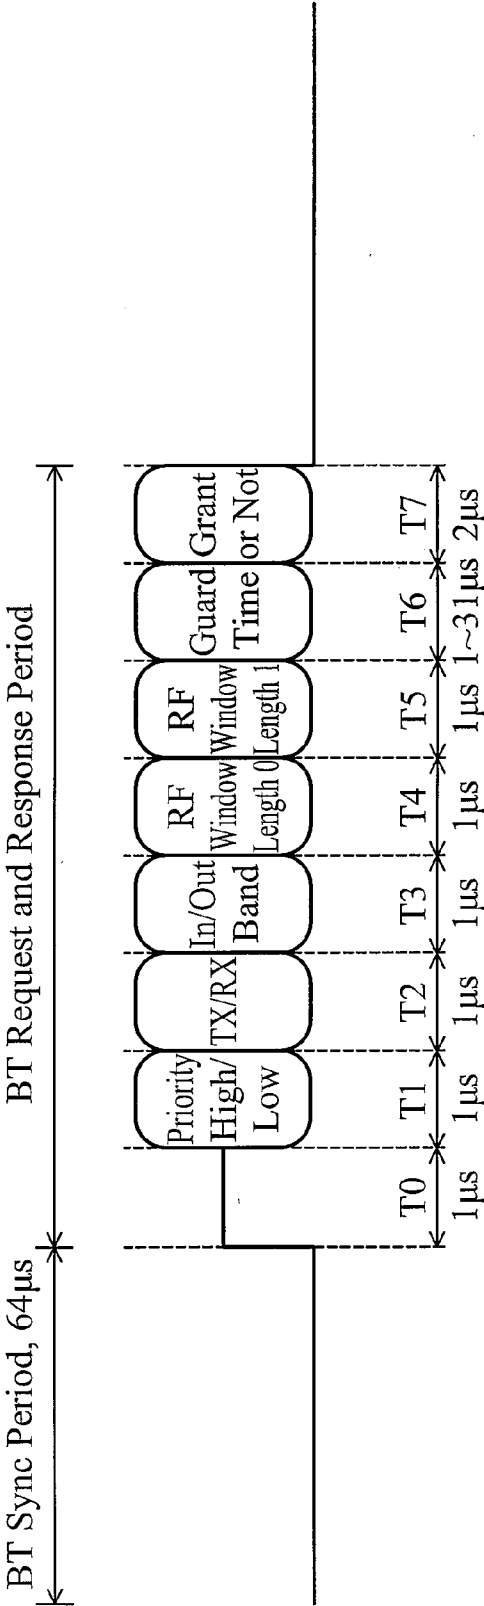 BT Sync Period, 64μs
BT Request and Response Period
Priority
High/
Low
TX/RX
In/Out
Band
RF
Window
Length 0
RF
Window
Length 1
Guard
Time
Grant
or Not
T0
T1
T2
T3
T4
T5
T6
T7
1μs
1μs
1μs
1μs
1μs
1μs
1~31μs
2μs